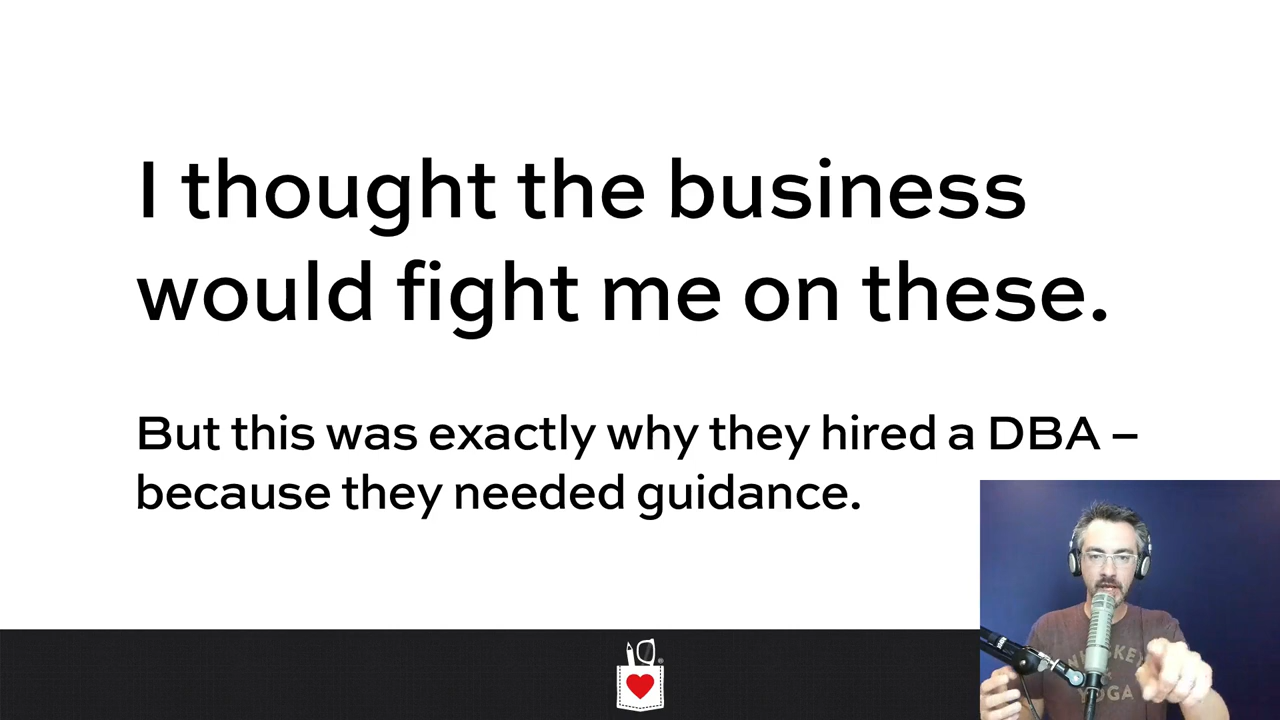 I thought the business
would fight me on these.
But this was exactly why they hired a DBA –
because they needed guidance.
YOGA